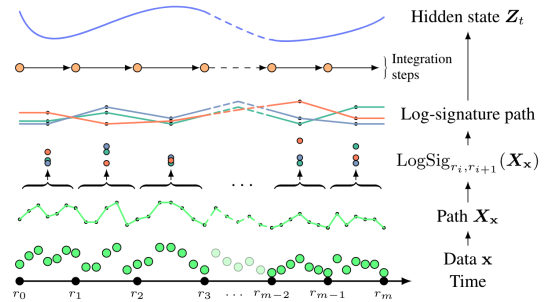 Hidden state Z_t
Integration
steps
Log-signature path
LogSig_{r_i, r_{i+1}}(X_x)
. . .
Path X_x
Data x
Time
r_0 r_1 r_2 r_3 . . . r_{m-2} r_{m-1} r_m